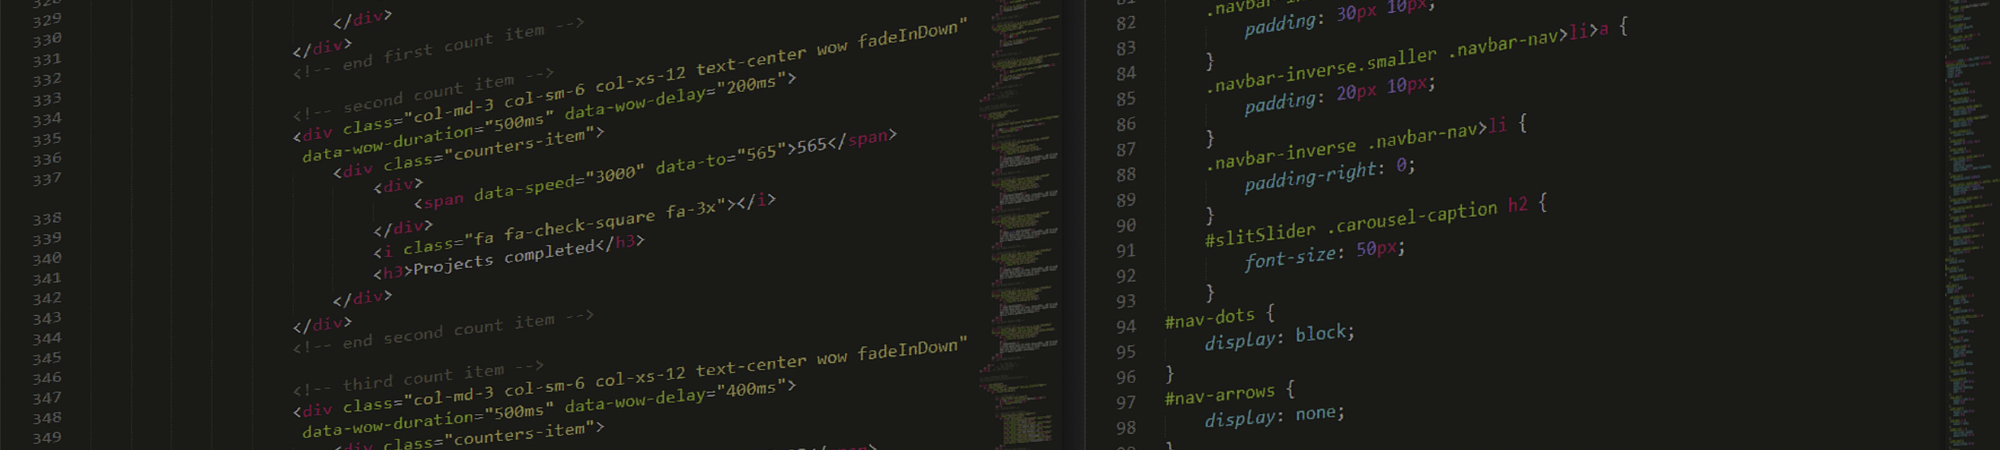 329
330
331
332
333
334
335
336
337
338
339
340
341
342
343
344
345
346
347
348
349
</div>
</div>
<!-- end first count item -->
<!-- second count item -->
<div class="col-md-3 col-sm-6 col-xs-12 text-center wow fadeInDown"
data-wow-duration="500ms" data-wow-delay="200ms">
<div class="counters-item">
<div>
<span data-speed="3000" data-to="565">565</span>
</div>
<i class="fa fa-check-square fa-3x"></i>
<h3>Projects completed</h3>
</div>
</div>
<!-- end second count item -->
<!-- third count item -->
<div class="col-md-3 col-sm-6 col-xs-12 text-center wow fadeInDown"
data-wow-duration="500ms" data-wow-delay="400ms">
<div class="counters-item">
82
83
84
85
86
87
88
89
90
91
92
93
94
95
96
97
98
padding: 30px 10px;
}
.navbar-inverse.smaller .navbar-nav>li>a {
padding: 20px 10px;
}
.navbar-inverse .navbar-nav>li {
padding-right: 0;
}
#slitSlider .carousel-caption h2 {
font-size: 50px;
}
#nav-dots {
display: block;
}
#nav-arrows {
display: none;
}